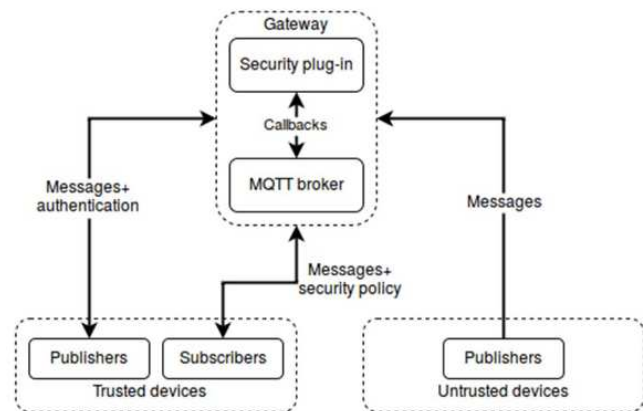 Gateway
Security plug-in
Callbacks
MQTT broker
Messages+
authentication
Messages
Messages+
security policy
Publishers
Subscribers
Trusted devices
Publishers
Untrusted devices